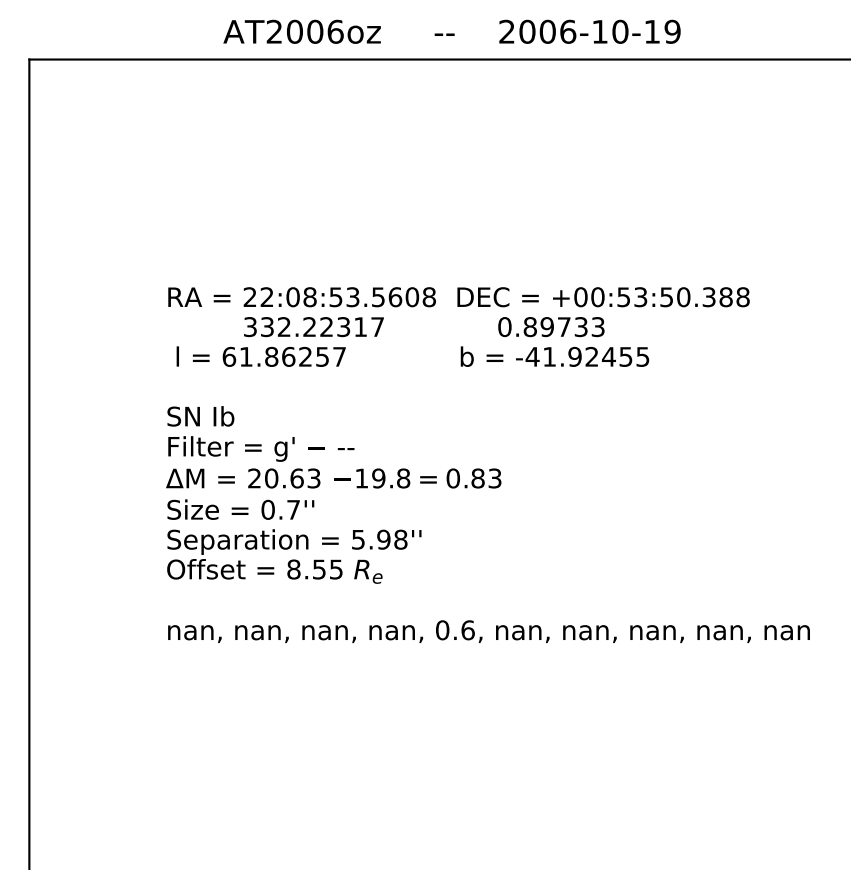 AT2006oz -- 2006-10-19
RA = 22:08:53.5608 DEC = +00:53:50.388
332.22317 0.89733
l = 61.86257 b = -41.92455
SN Ib
Filter = g' − --
ΔM = 20.63 −19.8 = 0.83
Size = 0.7''
Separation = 5.98''
Offset = 8.55 Rₑ
nan, nan, nan, nan, 0.6, nan, nan, nan, nan, nan